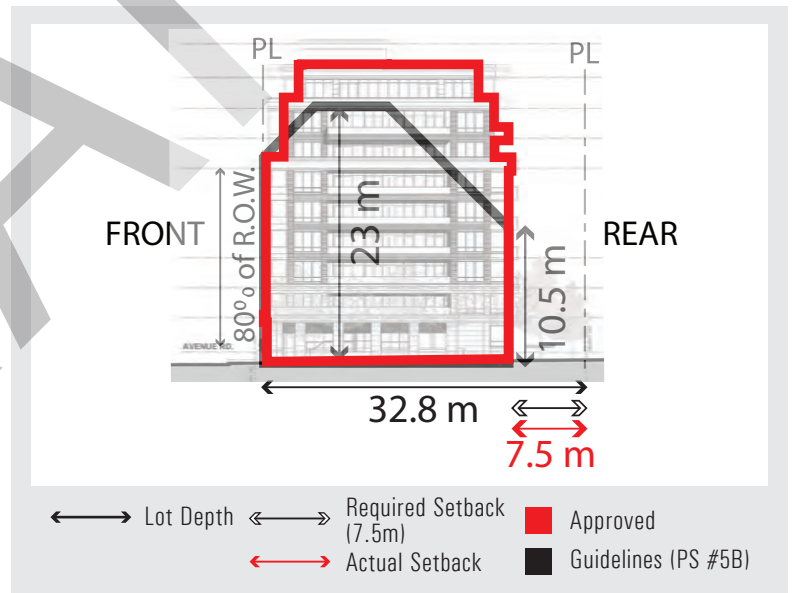 PL
PL
FRONT
80% of R.O.W.
23 m
10.5 m
REAR
AVENUE RD.
32.8 m
7.5 m
Lot Depth
Required Setback
(7.5m)
Actual Setback
Approved
Guidelines (PS #5B)